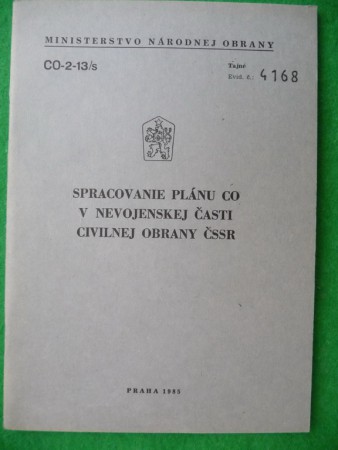 MINISTERSTVO NÁRODNEJ OBRANY
CO-2-13/s
Tajné
Evid. č.: 4168
SPRACOVANIE PLÁNU CO
V NEVOJENSKEJ ČASTI
CIVILNEJ OBRANY ČSSR
PRAHA 1985